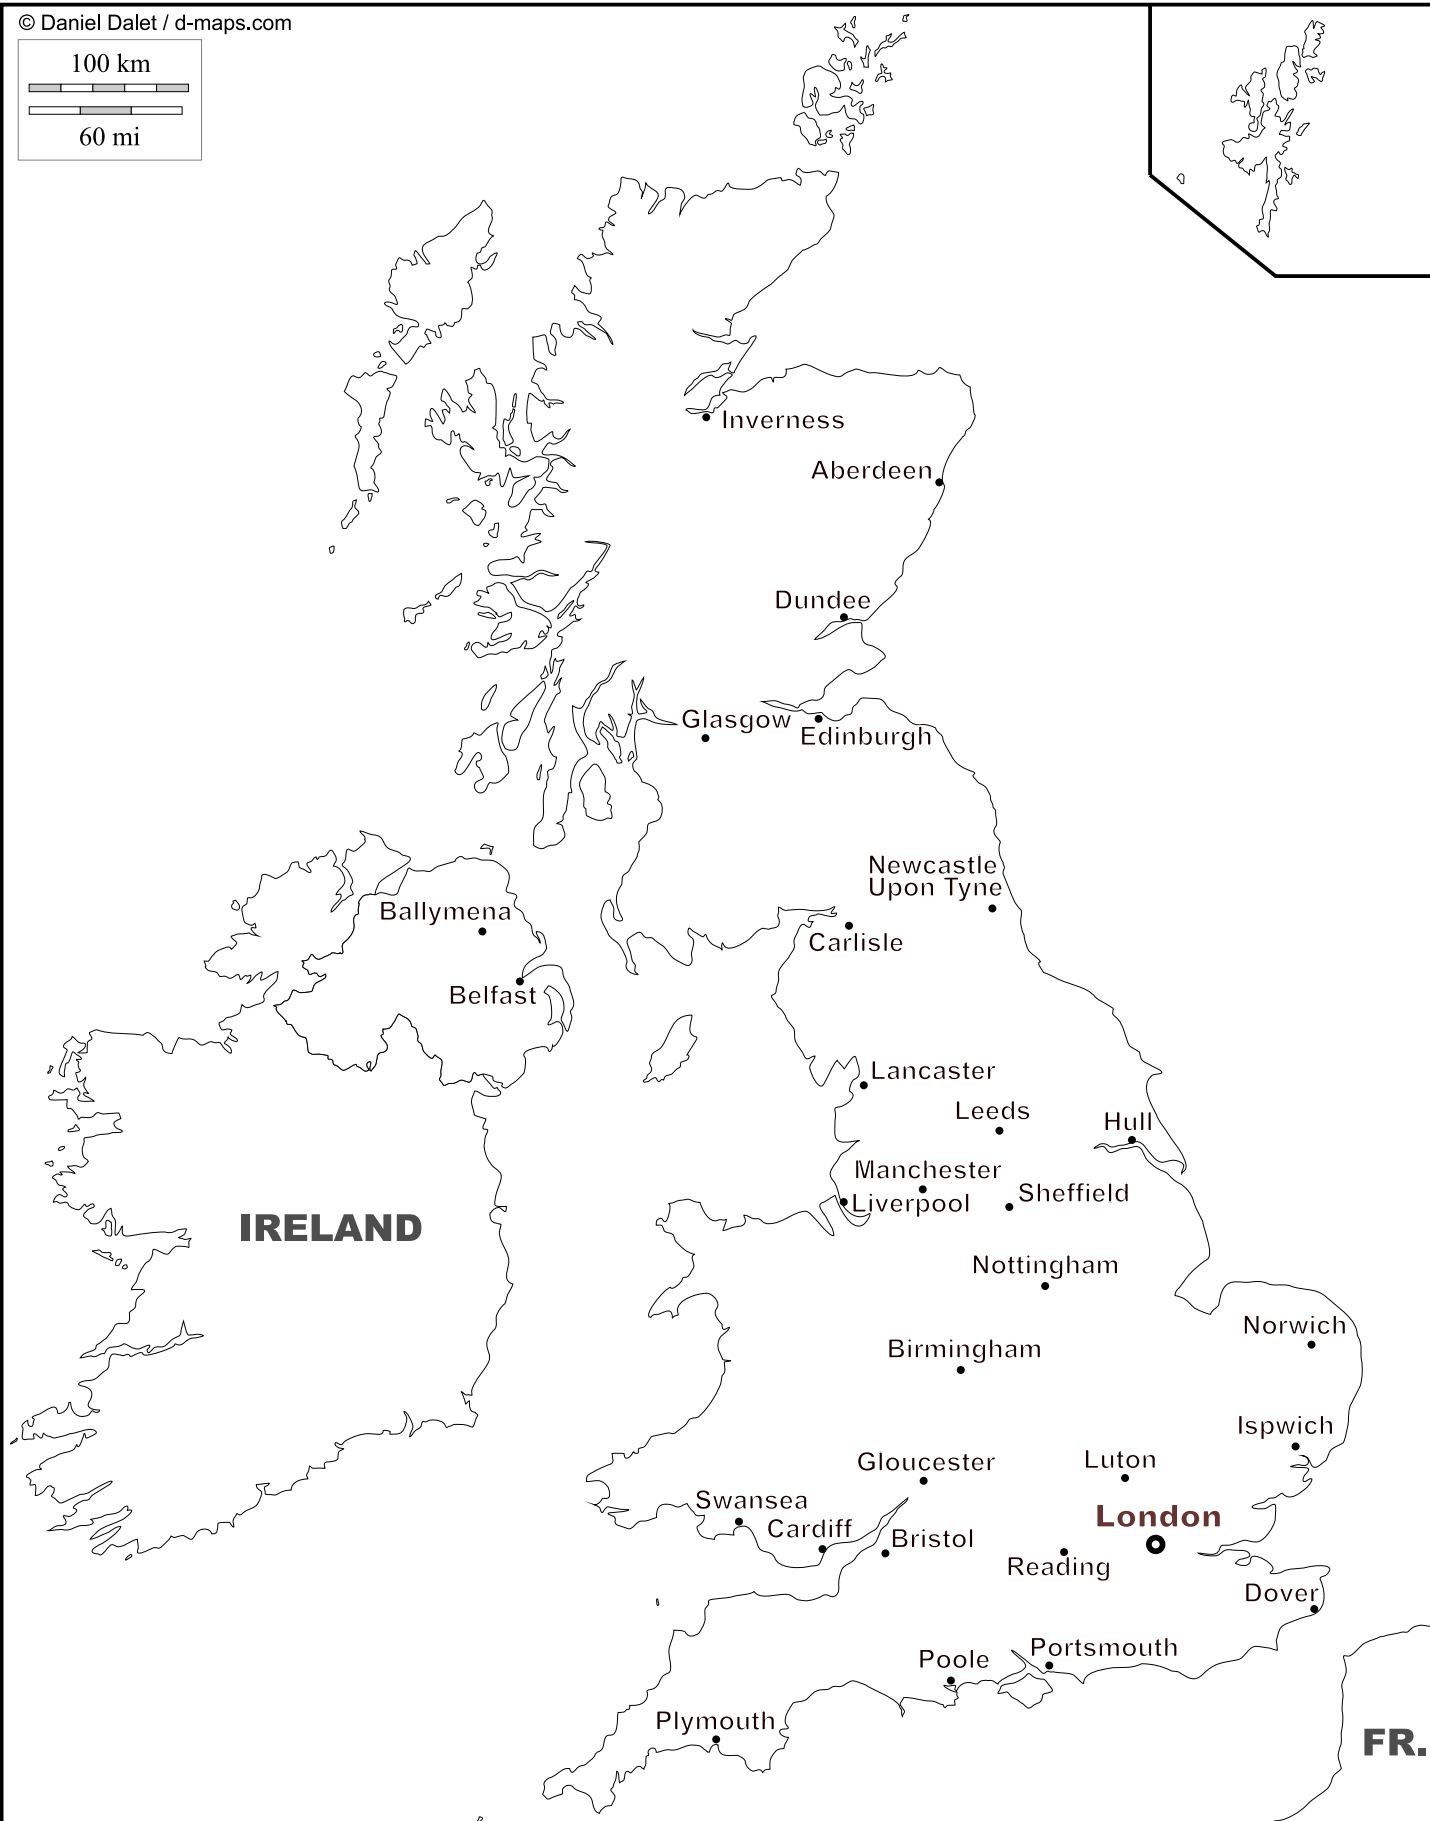 © Daniel Dalet / d-maps.com
100 km
60 mi
Inverness
Aberdeen
Dundee
Glasgow
Edinburgh
Newcastle
Upon Tyne
Carlisle
Ballymena
Belfast
Lancaster
Leeds
Hull
Manchester
Sheffield
Liverpool
IRELAND
Nottingham
Norwich
Birmingham
Ispwich
Gloucester
Luton
Swansea
London
Cardiff
Bristol
Reading
Dover
Portsmouth
Poole
Plymouth
FR.